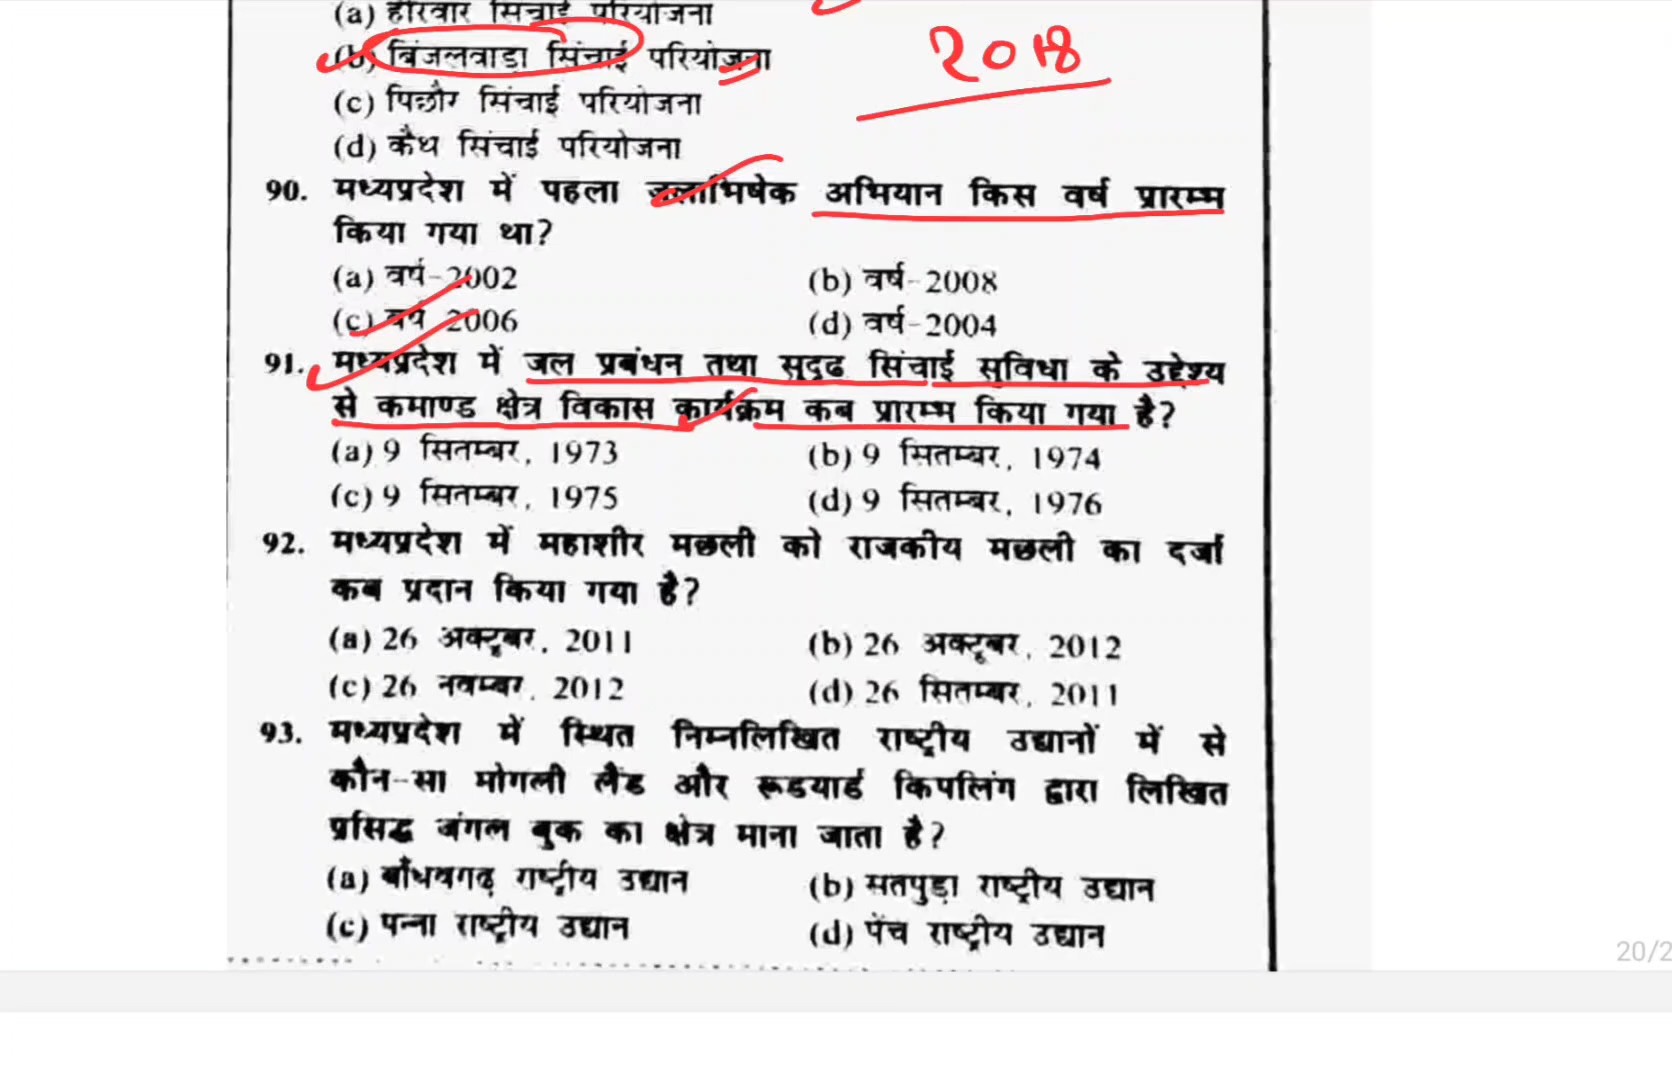 (a) हीरवार सिंचाई परियोजना
2018
(b) बिंजलवाडा सिंचाई परियोजना
(c) पिछौर सिंचाई परियोजना
(d) कैथ सिंचाई परियोजना
90. मध्यप्रदेश में पहला जलाभिषेक अभियान किस वर्ष प्रारम्भ
किया गया था?
(a) वर्ष-2002 (b) वर्ष-2008
(c) वर्ष 2006 (d) वर्ष-2004
91. मध्यप्रदेश में जल प्रबंधन तथा सुदृढ सिंचाई सुविधा के उद्देश्य
से कमाण्ड क्षेत्र विकास कार्यक्रम कब प्रारम्भ किया गया है?
(a) 9 सितम्बर, 1973 (b) 9 सितम्बर, 1974
(c) 9 सितम्बर, 1975 (d) 9 सितम्बर, 1976
92. मध्यप्रदेश में महाशीर मछली को राजकीय मछली का दर्जा
कब प्रदान किया गया है?
(a) 26 अक्टूबर, 2011 (b) 26 अक्टूबर, 2012
(c) 26 नवम्बर, 2012 (d) 26 सितम्बर, 2011
93. मध्यप्रदेश में स्थित निम्नलिखित राष्ट्रीय उद्यानों में से
कौन-सा मोगली लैंड और रूडयार्ड किपलिंग द्वारा लिखित
प्रसिद्ध जंगल बुक का क्षेत्र माना जाता है?
(a) बाँधवगढ़ राष्ट्रीय उद्यान (b) सतपुड़ा राष्ट्रीय उद्यान
(c) पन्ना राष्ट्रीय उद्यान (d) पेंच राष्ट्रीय उद्यान
20/2